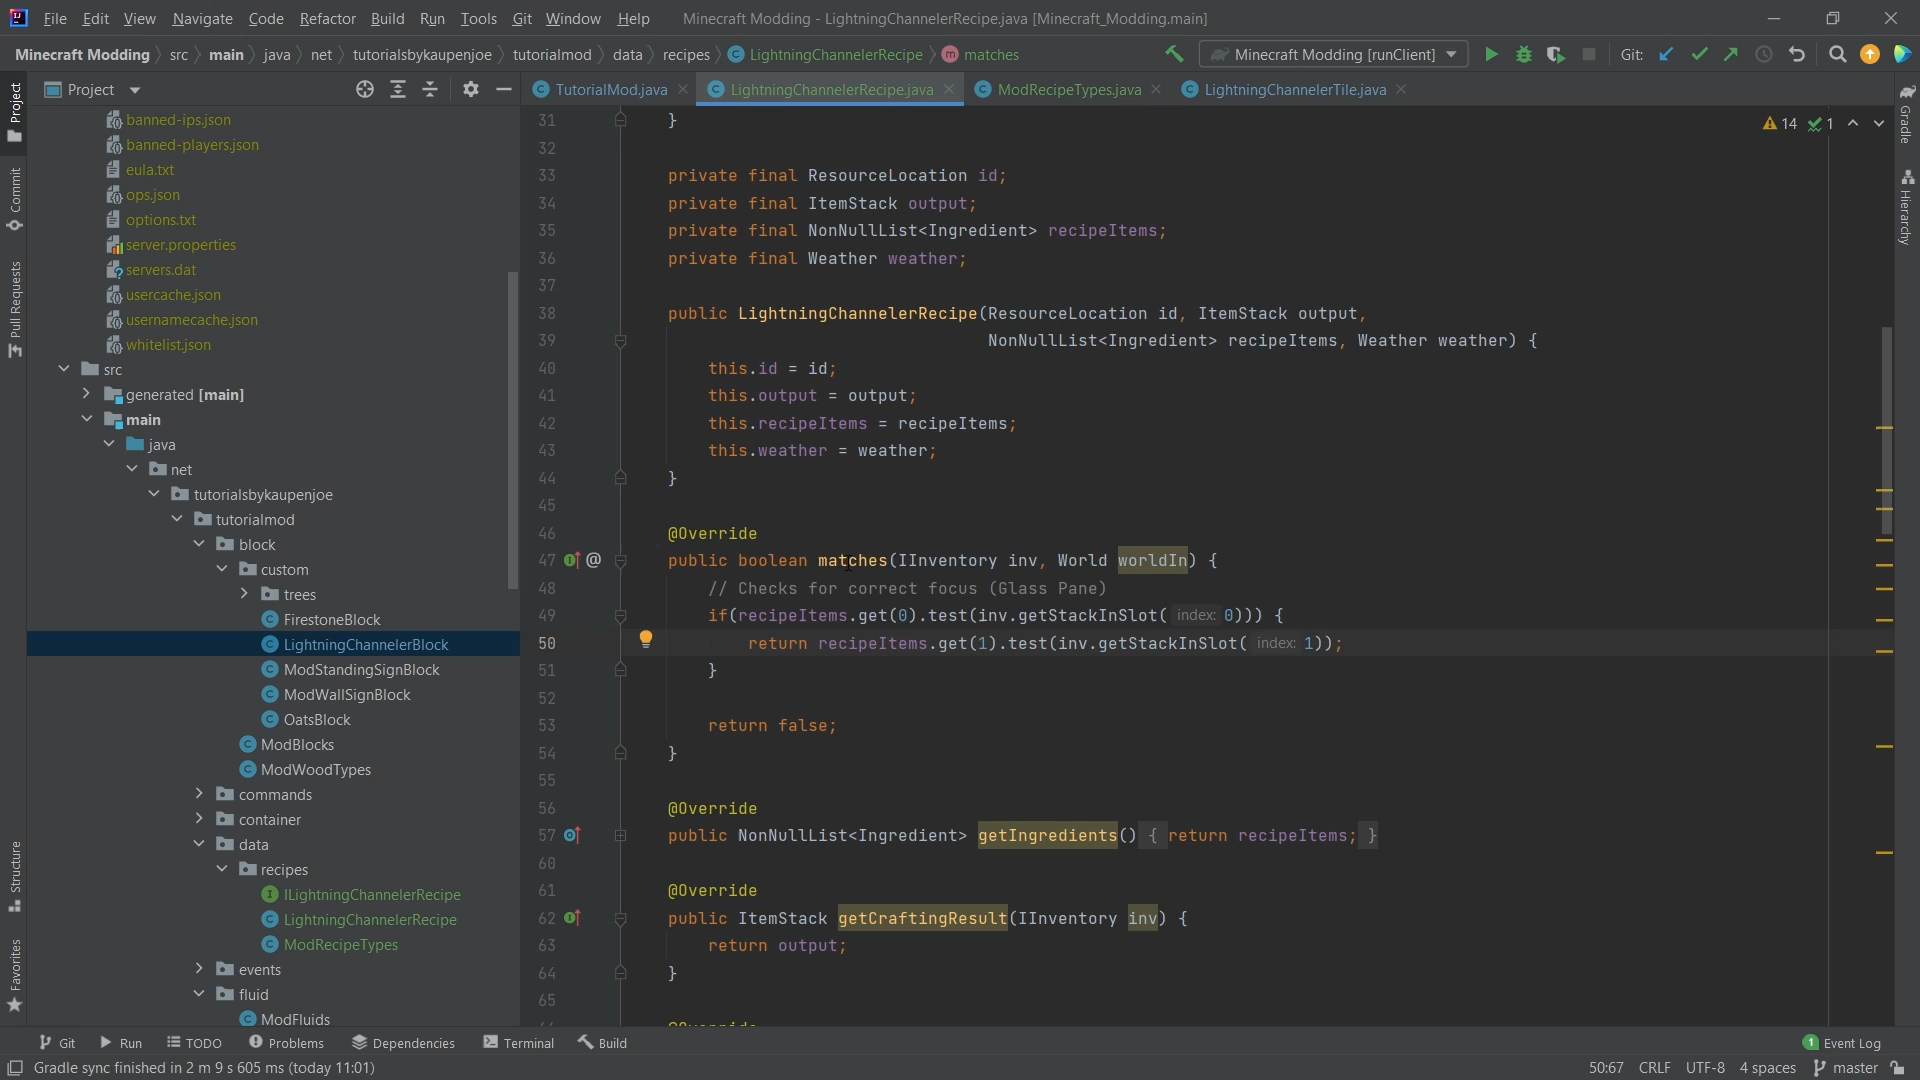 File Edit View Navigate Code Refactor Build Run Tools Git Window Help Minecraft Modding - LightningChannelerRecipe.java [Minecraft_Modding.main]
Minecraft Modding src main java net tutorialsbykaupenjoe tutorialmod data recipes LightningChannelerRecipe matches Minecraft Modding [runClient] Git:
Project
TutorialMod.java LightningChannelerRecipe.java ModRecipeTypes.java LightningChannelerTile.java
banned-ips.json
banned-players.json
eula.txt
ops.json
options.txt
server.properties
servers.dat
usercache.json
usernamecache.json
whitelist.json
src
generated [main]
main
java
net
tutorialsbykaupenjoe
tutorialmod
block
custom
trees
FirestoneBlock
LightningChannelerBlock
ModStandingSignBlock
ModWallSignBlock
OatsBlock
ModBlocks
ModWoodTypes
commands
container
data
recipes
ILightningChannelerRecipe
LightningChannelerRecipe
ModRecipeTypes
events
fluid
ModFluids
Project
Commit
Pull Requests
Structure
Favorites
14 1
31 }
32
33 private final ResourceLocation id;
34 private final ItemStack output;
35 private final NonNullList<Ingredient> recipeItems;
36 private final Weather weather;
37
38 public LightningChannelerRecipe(ResourceLocation id, ItemStack output,
39 NonNullList<Ingredient> recipeItems, Weather weather) {
40 this.id = id;
41 this.output = output;
42 this.recipeItems = recipeItems;
43 this.weather = weather;
44 }
45
46 @Override
47 @ public boolean matches(IInventory inv, World worldIn) {
48 // Checks for correct focus (Glass Pane)
49 if(recipeItems.get(0).test(inv.getStackInSlot( index: 0))) {
50 return recipeItems.get(1).test(inv.getStackInSlot( index: 1));
51 }
52
53 return false;
54 }
55
56 @Override
57 public NonNullList<Ingredient> getIngredients() { return recipeItems; }
60
61 @Override
62 public ItemStack getCraftingResult(IInventory inv) {
63 return output;
64 }
65
Gradle
Hierarchy
Git Run TODO Problems Dependencies Terminal Build 1 Event Log
Gradle sync finished in 2 m 9 s 605 ms (today 11:01) 50:67 CRLF UTF-8 4 spaces master